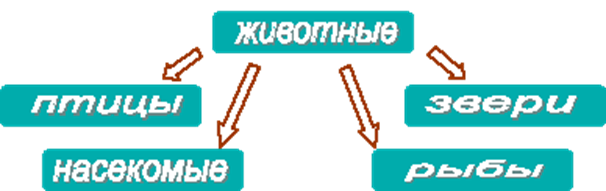 животные
птицы
звери
насекомые
рыбы